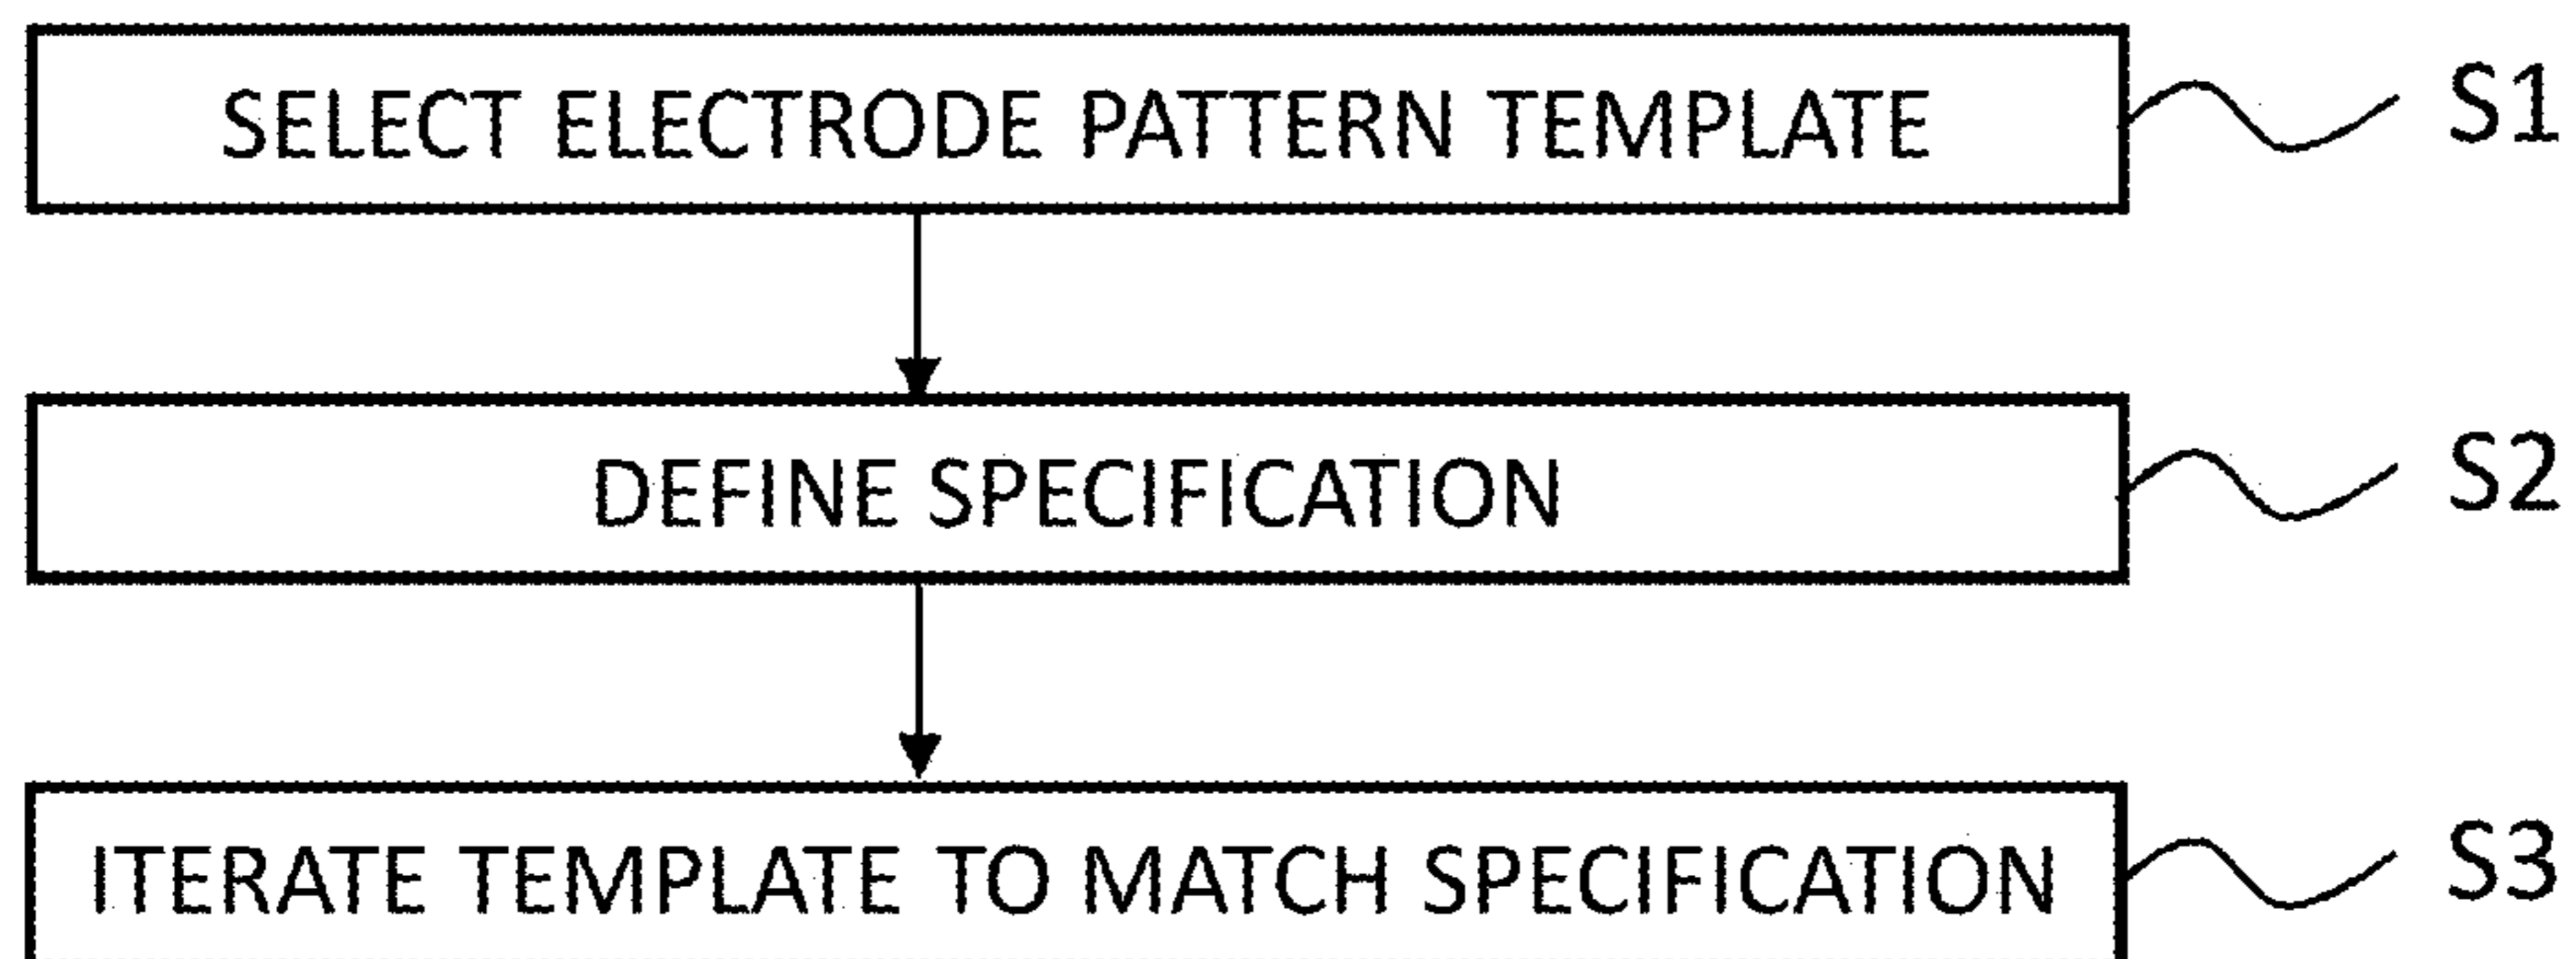 SELECT ELECTRODE PATTERN TEMPLATE S1
DEFINE SPECIFICATION S2
ITERATE TEMPLATE TO MATCH SPECIFICATION S3